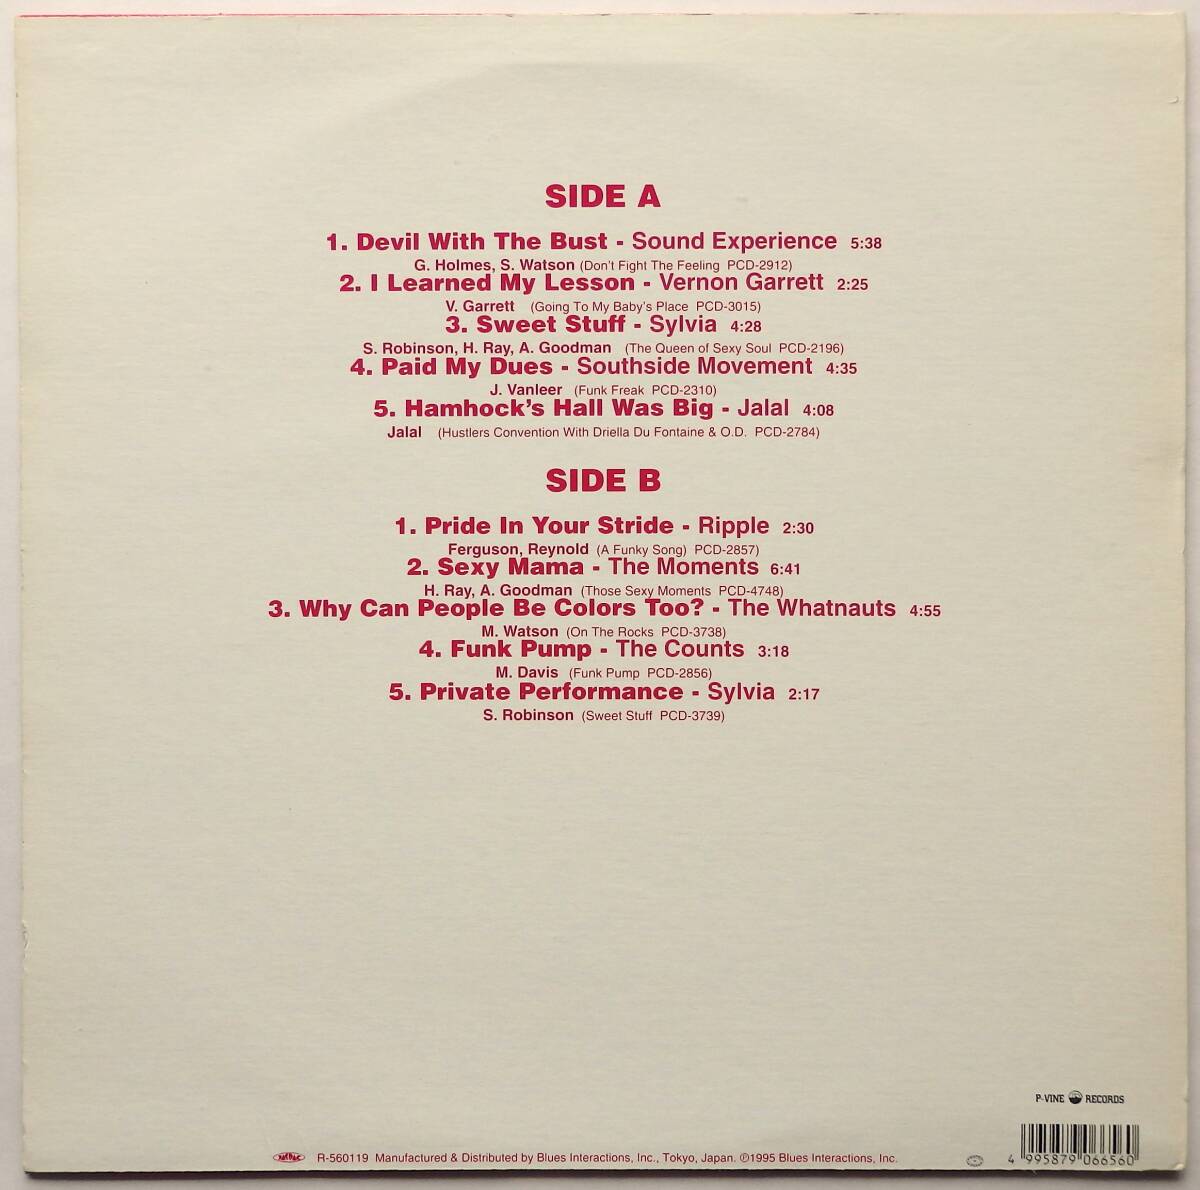 SIDE A
1. Devil With The Bust - Sound Experience 5:38
G. Holmes, S. Watson (Don't Fight The Feeling PCD-2912)
2. I Learned My Lesson - Vernon Garrett 2:25
V. Garrett (Going To My Baby's Place PCD-3015)
3. Sweet Stuff - Sylvia 4:28
S. Robinson, H. Ray, A. Goodman (The Queen of Sexy Soul PCD-2196)
4. Paid My Dues - Southside Movement 4:35
J. Vanleer (Funk Freak PCD-2310)
5. Hamhock's Hall Was Big - Jalal 4:08
Jalal (Hustlers Convention With Driella Du Fontaine & O.D. PCD-2784)
SIDE B
1. Pride In Your Stride - Ripple 2:30
Ferguson, Reynold (A Funky Song) PCD-2857)
2. Sexy Mama - The Moments 6:41
H. Ray, A. Goodman (Those Sexy Moments PCD-4748)
3. Why Can People Be Colors Too? - The Whatnauts 4:55
M. Watson (On The Rocks PCD-3738)
4. Funk Pump - The Counts 3:18
M. Davis (Funk Pump PCD-2856)
5. Private Performance - Sylvia 2:17
S. Robinson (Sweet Stuff PCD-3739)
P-VINE RECORDS
R-560119 Manufactured & Distributed by Blues Interactions, Inc., Tokyo, Japan. ℗1995 Blues Interactions, Inc.
4 995879 066560